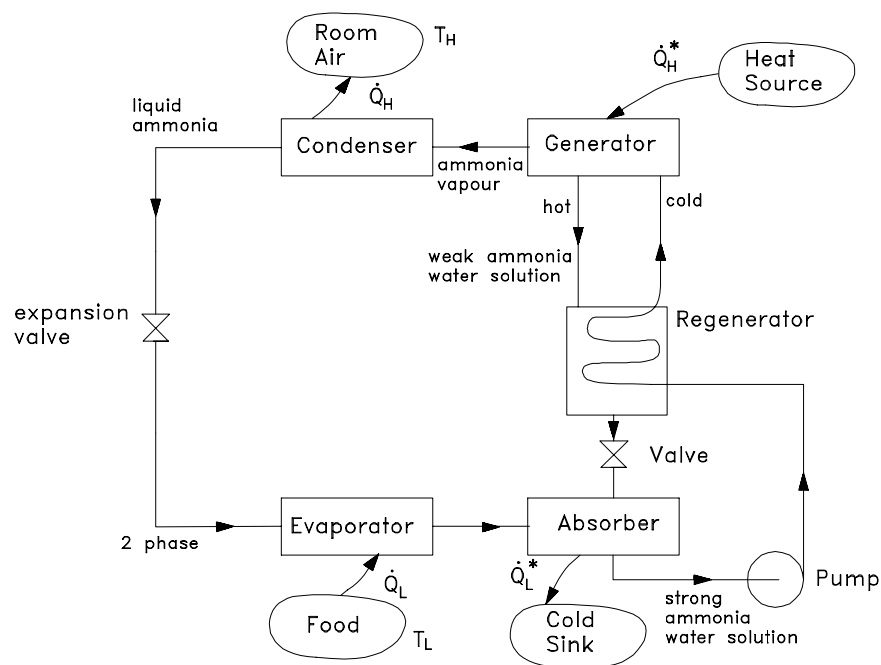 Room
Air
T_H
Q̇_H
Q̇_H*
Heat
Source
liquid
ammonia
Condenser
ammonia
vapour
Generator
hot
cold
weak ammonia
water solution
expansion
valve
Regenerator
Valve
2 phase
Evaporator
Absorber
Q̇_L
Q̇_L*
Food
T_L
Cold
Sink
strong
ammonia
water solution
Pump